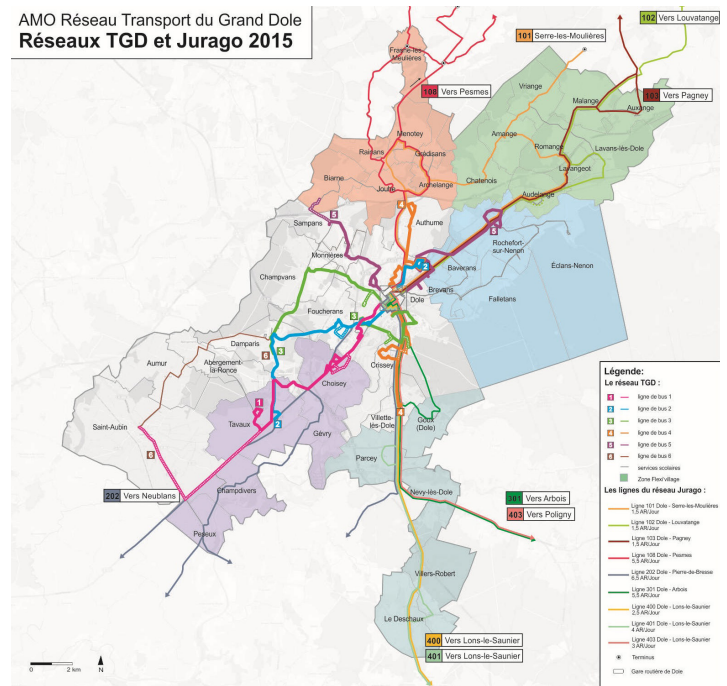 AMO Réseau Transport du Grand Dole
Réseaux TGD et Jurago 2015
102 Vers Louvatange
101 Serre-les-Moulières
Frasne-les
Meulières
108 Vers Pesmes
103 Vers Pagney
Vriange
Malange
Auxange
Menotey
Amange
Romange
Lavans-lès-Dole
Rainans
Gredisans
Lavangeot
Biarne
Chatenois
Jouhe
Archelange
Audelange
4
5
Sampans
Authume
5
Rochefort-
sur-Nenon
Monnières
2
Baverans
Éclans-Nenon
Champvans
Brevans
Dole
Falletans
Foucherans
3
Damparis
3
6
Aumur
Abergement-
la-Ronce
Crissey
Choisey
Légende:
Le réseau TGD :
1 ligne de bus 1
2 ligne de bus 2
3 ligne de bus 3
4 ligne de bus 4
5 ligne de bus 5
6 ligne de bus 6
services scolaires
Zone Flexi'village
1
4
2
Saint-Aubin
Tavaux
Villette-
lès-Dole
Goux
(Dole)
Gevry
Parcey
6
Champdivers
Nevy-lès-Dole
202 Vers Neublans
301 Vers Arbois
403 Vers Poligny
Peseux
Les lignes du réseau Jurago :
Ligne 101 Dole - Serre-les-Moulières
1,5 AR/Jour
Ligne 102 Dole - Louvatange
1,5 AR/Jour
Ligne 103 Dole - Pagney
1,5 AR/Jour
Ligne 108 Dole - Pesmes
5,5 AR/Jour
Ligne 202 Dole - Pierre-de-Bresse
6,5 AR/Jour
Ligne 301 Dole - Arbois
5,5 AR/Jour
Ligne 400 Dole - Lons-le-Saunier
2,5 AR/Jour
Ligne 401 Dole - Lons-le-Saunier
4 AR/Jour
Ligne 403 Dole - Lons-le-Saunier
3 AR/Jour
Terminus
Gare routière de Dole
Villers-Robert
Le Deschaux
400 Vers Lons-le-Saunier
401 Vers Lons-le-Saunier
0 2 km
N